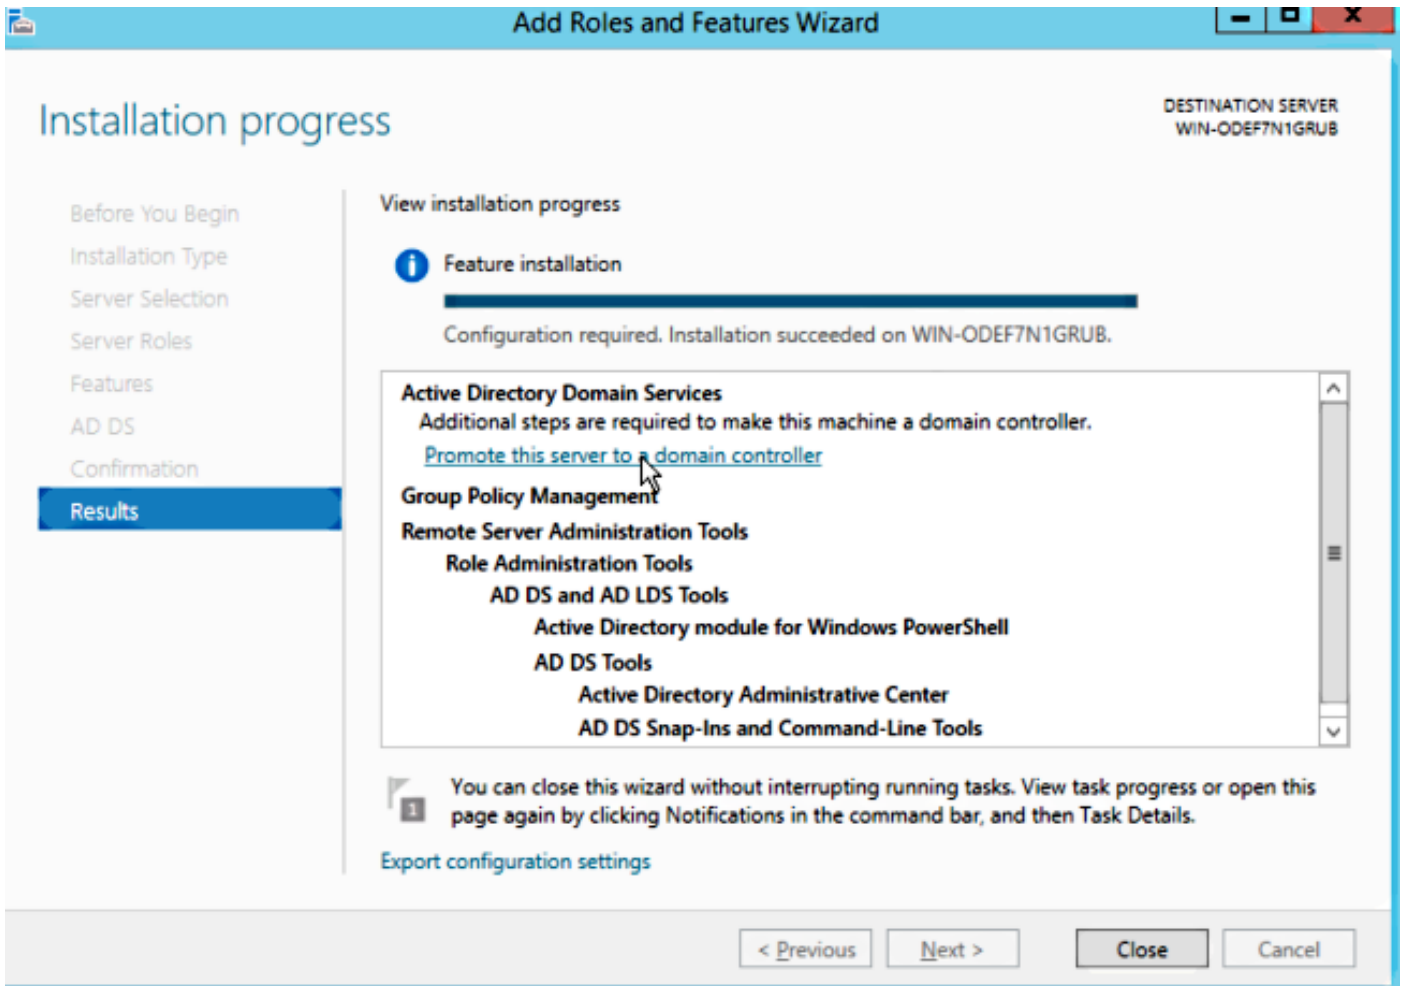 Add Roles and Features Wizard
Installation progress
DESTINATION SERVER
WIN-ODEF7N1GRUB
Before You Begin
Installation Type
Server Selection
Server Roles
Features
AD DS
Confirmation
Results
View installation progress
Feature installation
Configuration required. Installation succeeded on WIN-ODEF7N1GRUB.
Active Directory Domain Services
Additional steps are required to make this machine a domain controller.
Promote this server to a domain controller
Group Policy Management
Remote Server Administration Tools
Role Administration Tools
AD DS and AD LDS Tools
Active Directory module for Windows PowerShell
AD DS Tools
Active Directory Administrative Center
AD DS Snap-Ins and Command-Line Tools
1
You can close this wizard without interrupting running tasks. View task progress or open this
page again by clicking Notifications in the command bar, and then Task Details.
Export configuration settings
< Previous
Next >
Close
Cancel